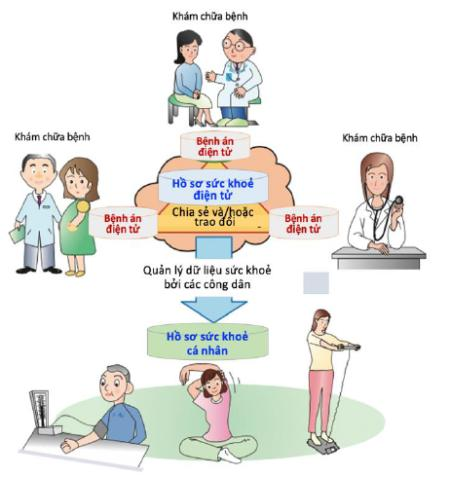 Khám chữa bệnh
Bệnh án
điện tử
Khám chữa bệnh
Khám chữa bệnh
Hồ sơ sức khoẻ
điện tử
Bệnh án
điện tử
Chia sẻ và/hoặc
trao đổi
Bệnh án
điện tử
Quản lý dữ liệu sức khoẻ
bởi các công dân
Hồ sơ sức khoẻ
cá nhân